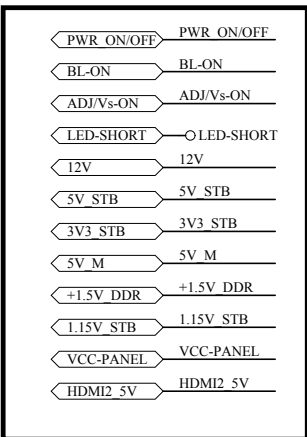 PWR_ON/OFF PWR_ON/OFF
BL-ON BL-ON
ADJ/Vs-ON ADJ/Vs-ON
LED-SHORT LED-SHORT
12V 12V
5V_STB 5V_STB
3V3_STB 3V3_STB
5V_M 5V_M
+1.5V_DDR +1.5V_DDR
1.15V_STB 1.15V_STB
VCC-PANEL VCC-PANEL
HDMI2_5V HDMI2_5V